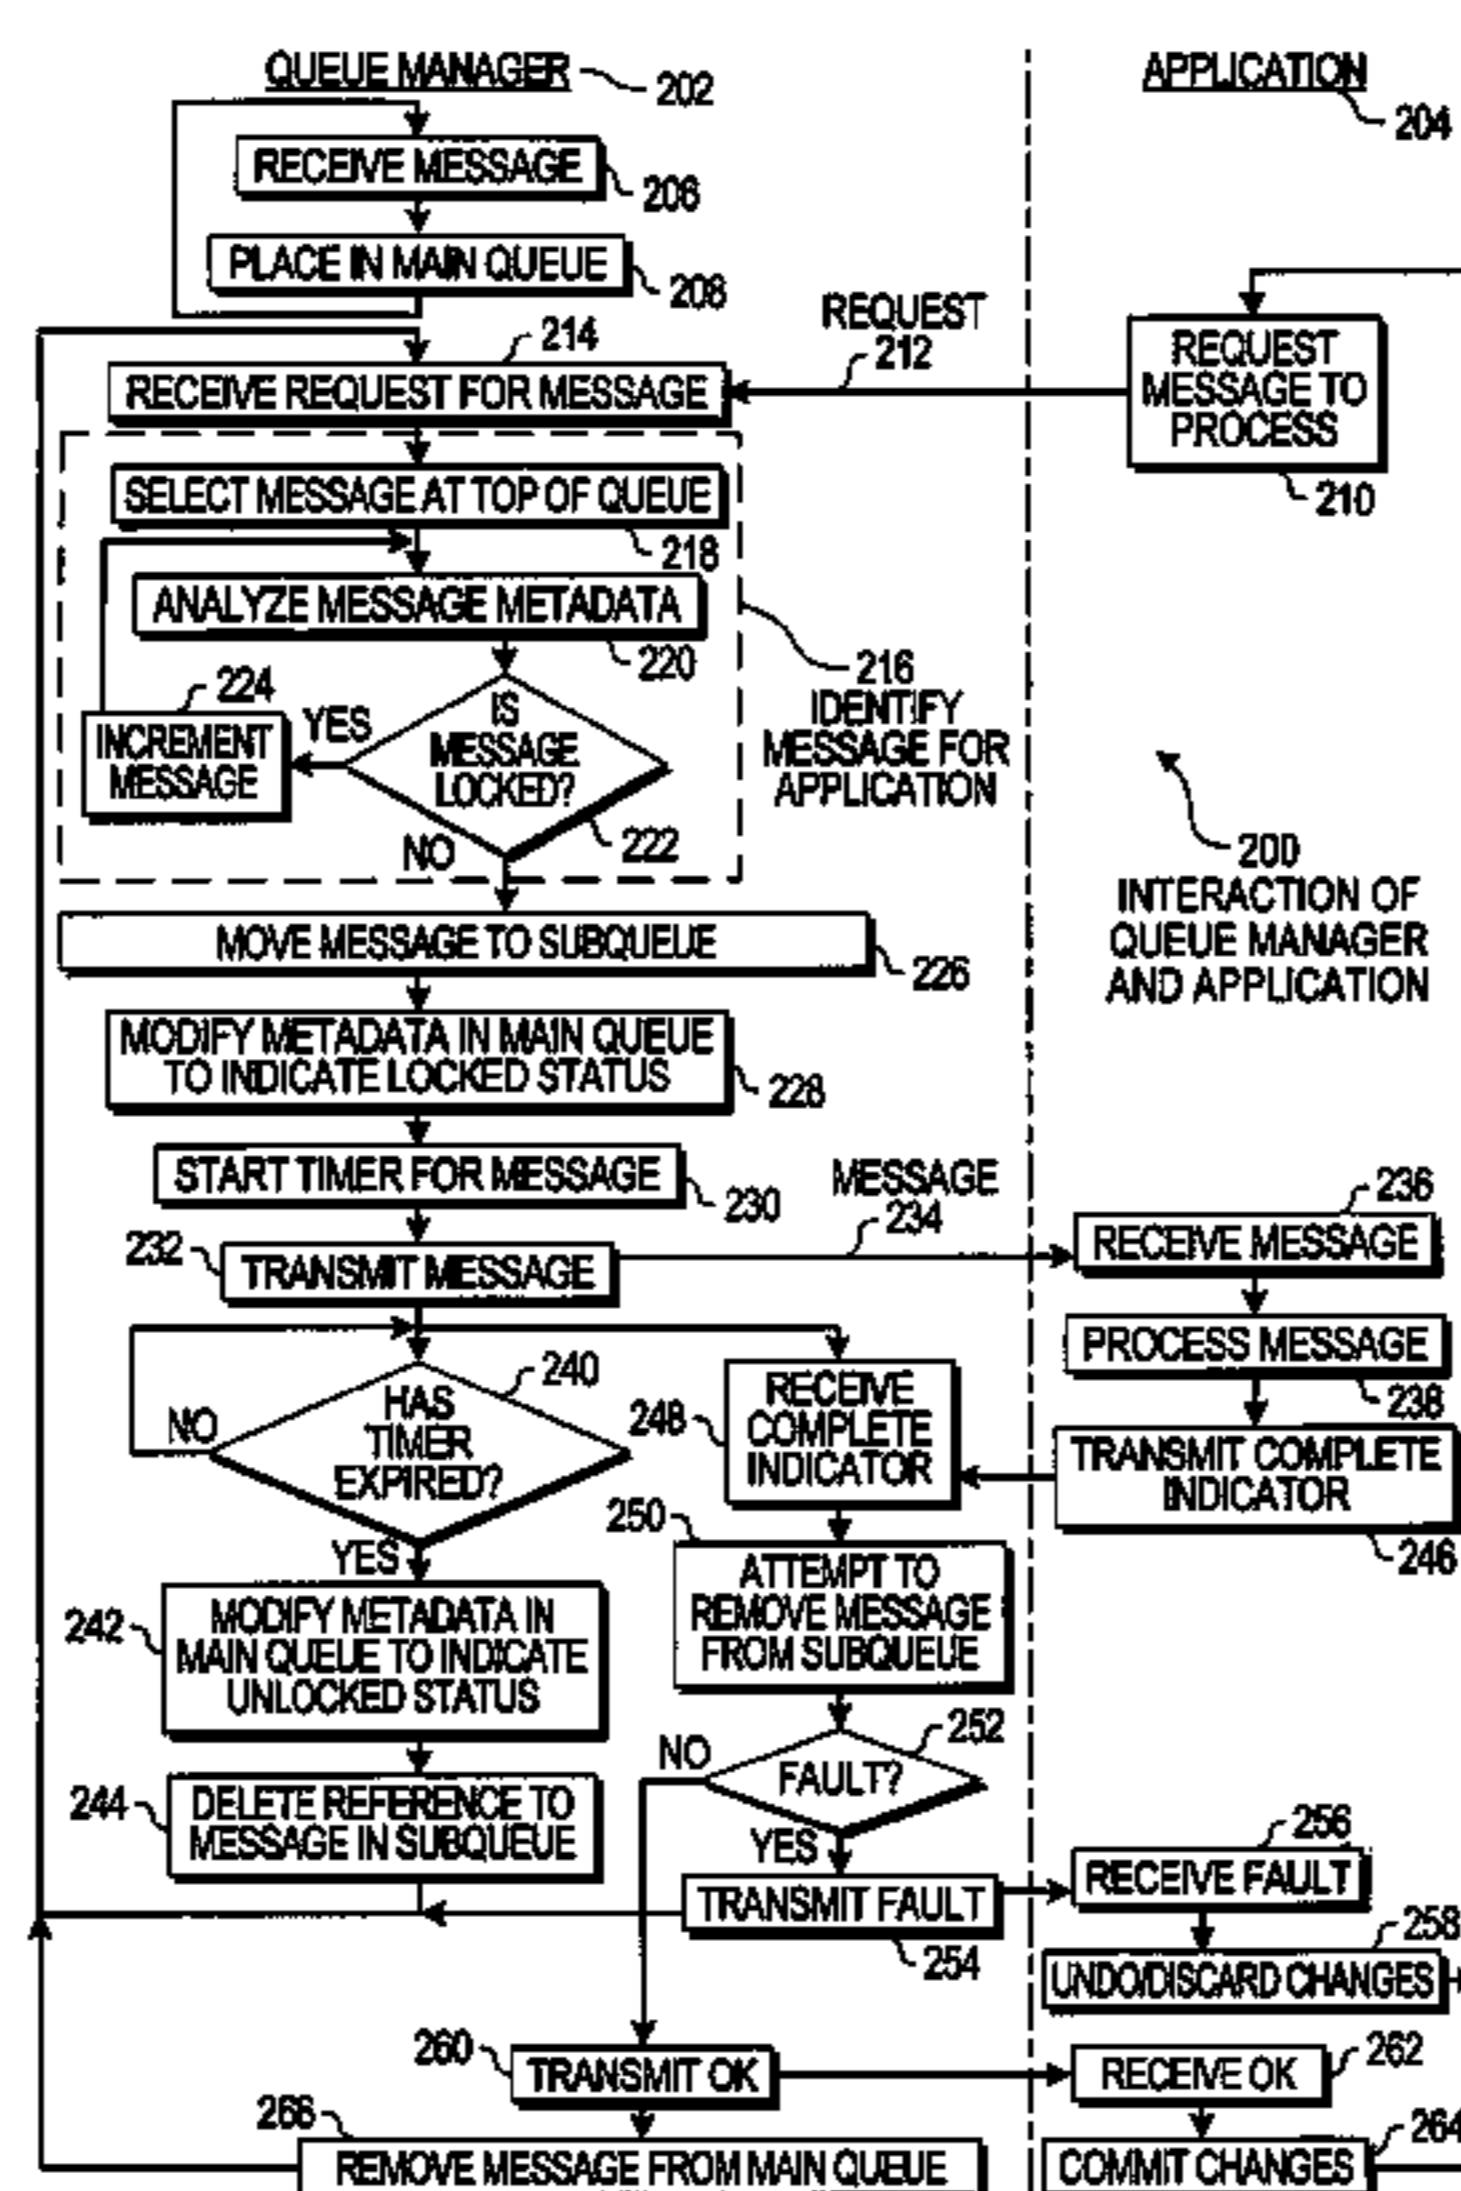 QUEUE MANAGER
202
APPLICATION
204
RECEIVE MESSAGE
206
PLACE IN MAIN QUEUE
208
REQUEST
212
214
RECEIVE REQUEST FOR MESSAGE
REQUEST
MESSAGE TO
PROCESS
210
SELECT MESSAGE AT TOP OF QUEUE
218
ANALYZE MESSAGE METADATA
220
216
IDENTIFY
MESSAGE FOR
APPLICATION
224
INCREMENT
MESSAGE
YES
IS
MESSAGE
LOCKED?
222
NO
200
INTERACTION OF
QUEUE MANAGER
AND APPLICATION
MOVE MESSAGE TO SUBQUEUE
226
MODIFY METADATA IN MAIN QUEUE
TO INDICATE LOCKED STATUS
228
START TIMER FOR MESSAGE
230
MESSAGE
234
232
TRANSMIT MESSAGE
236
RECEIVE MESSAGE
PROCESS MESSAGE
238
240
HAS
TIMER
EXPIRED?
NO
YES
248
RECEIVE
COMPLETE
INDICATOR
TRANSMIT COMPLETE
INDICATOR
246
250
ATTEMPT TO
REMOVE MESSAGE
FROM SUBQUEUE
242
MODIFY METADATA IN
MAIN QUEUE TO INDICATE
UNLOCKED STATUS
252
NO
FAULT?
YES
244
DELETE REFERENCE TO
MESSAGE IN SUBQUEUE
TRANSMIT FAULT
254
256
RECEIVE FAULT
258
UNDO/DISCARD CHANGES
260
TRANSMIT OK
262
RECEIVE OK
266
REMOVE MESSAGE FROM MAIN QUEUE
264
COMMIT CHANGES